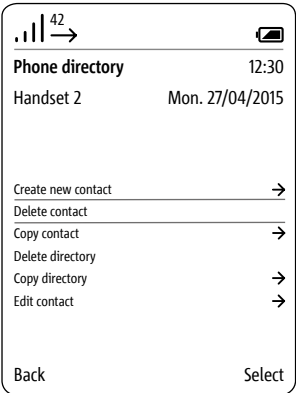 42
Phone directory 12:30
Handset 2 Mon. 27/04/2015
Create new contact
Delete contact
Copy contact
Delete directory
Copy directory
Edit contact
Back Select